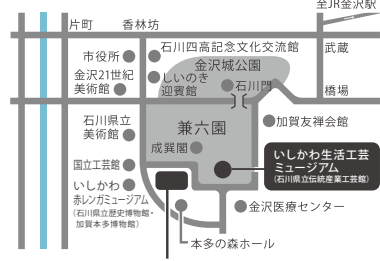 至JR金沢駅
片町
香林坊
武蔵
石川四高記念文化交流館
市役所
金沢城公園
しいのき
迎賓館
金沢21世紀
美術館
石川門
橋場
兼六園
石川県立
美術館
加賀友禅会館
成巽閣
いしかわ生活工芸
ミュージアム
(石川県立伝統産業工芸館)
国立工芸館
いしかわ
赤レンガミュージアム
(石川県立歴史博物館・
加賀本多博物館)
金沢医療センター
本多の森ホール